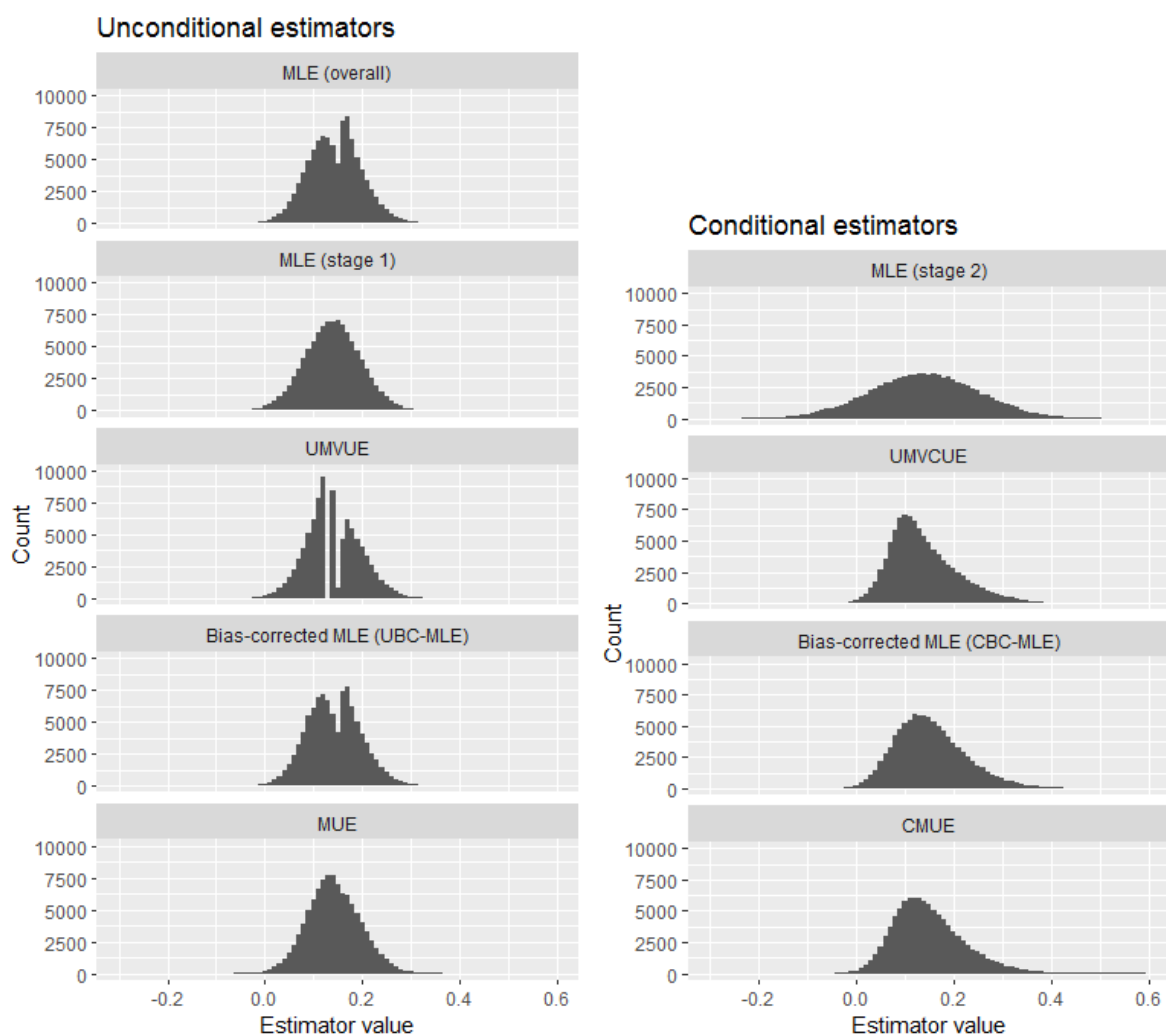 Unconditional estimators
MLE (overall)
10000
7500
5000
2500
0
MLE (stage 1)
10000
7500
5000
2500
0
UMVUE
10000
7500
5000
2500
0
Bias-corrected MLE (UBC-MLE)
10000
7500
5000
2500
0
MUE
10000
7500
5000
2500
0
Count
-0.2 0.0 0.2 0.4 0.6
Estimator value
Conditional estimators
MLE (stage 2)
10000
7500
5000
2500
0
UMVCUE
10000
7500
5000
2500
0
Bias-corrected MLE (CBC-MLE)
10000
7500
5000
2500
0
CMUE
10000
7500
5000
2500
0
Count
-0.2 0.0 0.2 0.4 0.6
Estimator value